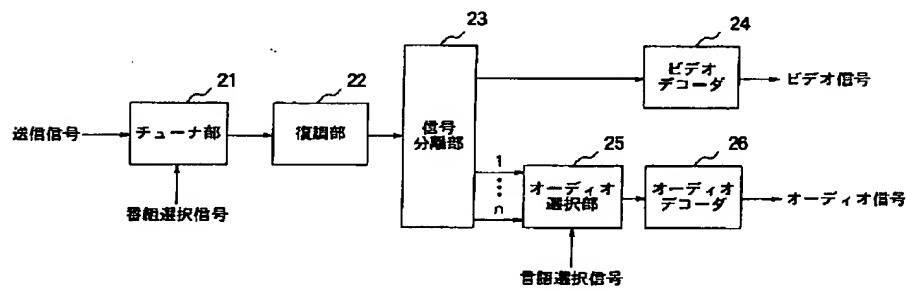 23
24
ビデオ
デコーダ
ビデオ信号
21
22
送信信号
チューナ部
復調部
信号
分離部
番組選択信号
1
n
25
オーディオ
選択部
26
オーディオ
デコーダ
オーディオ信号
言語選択信号